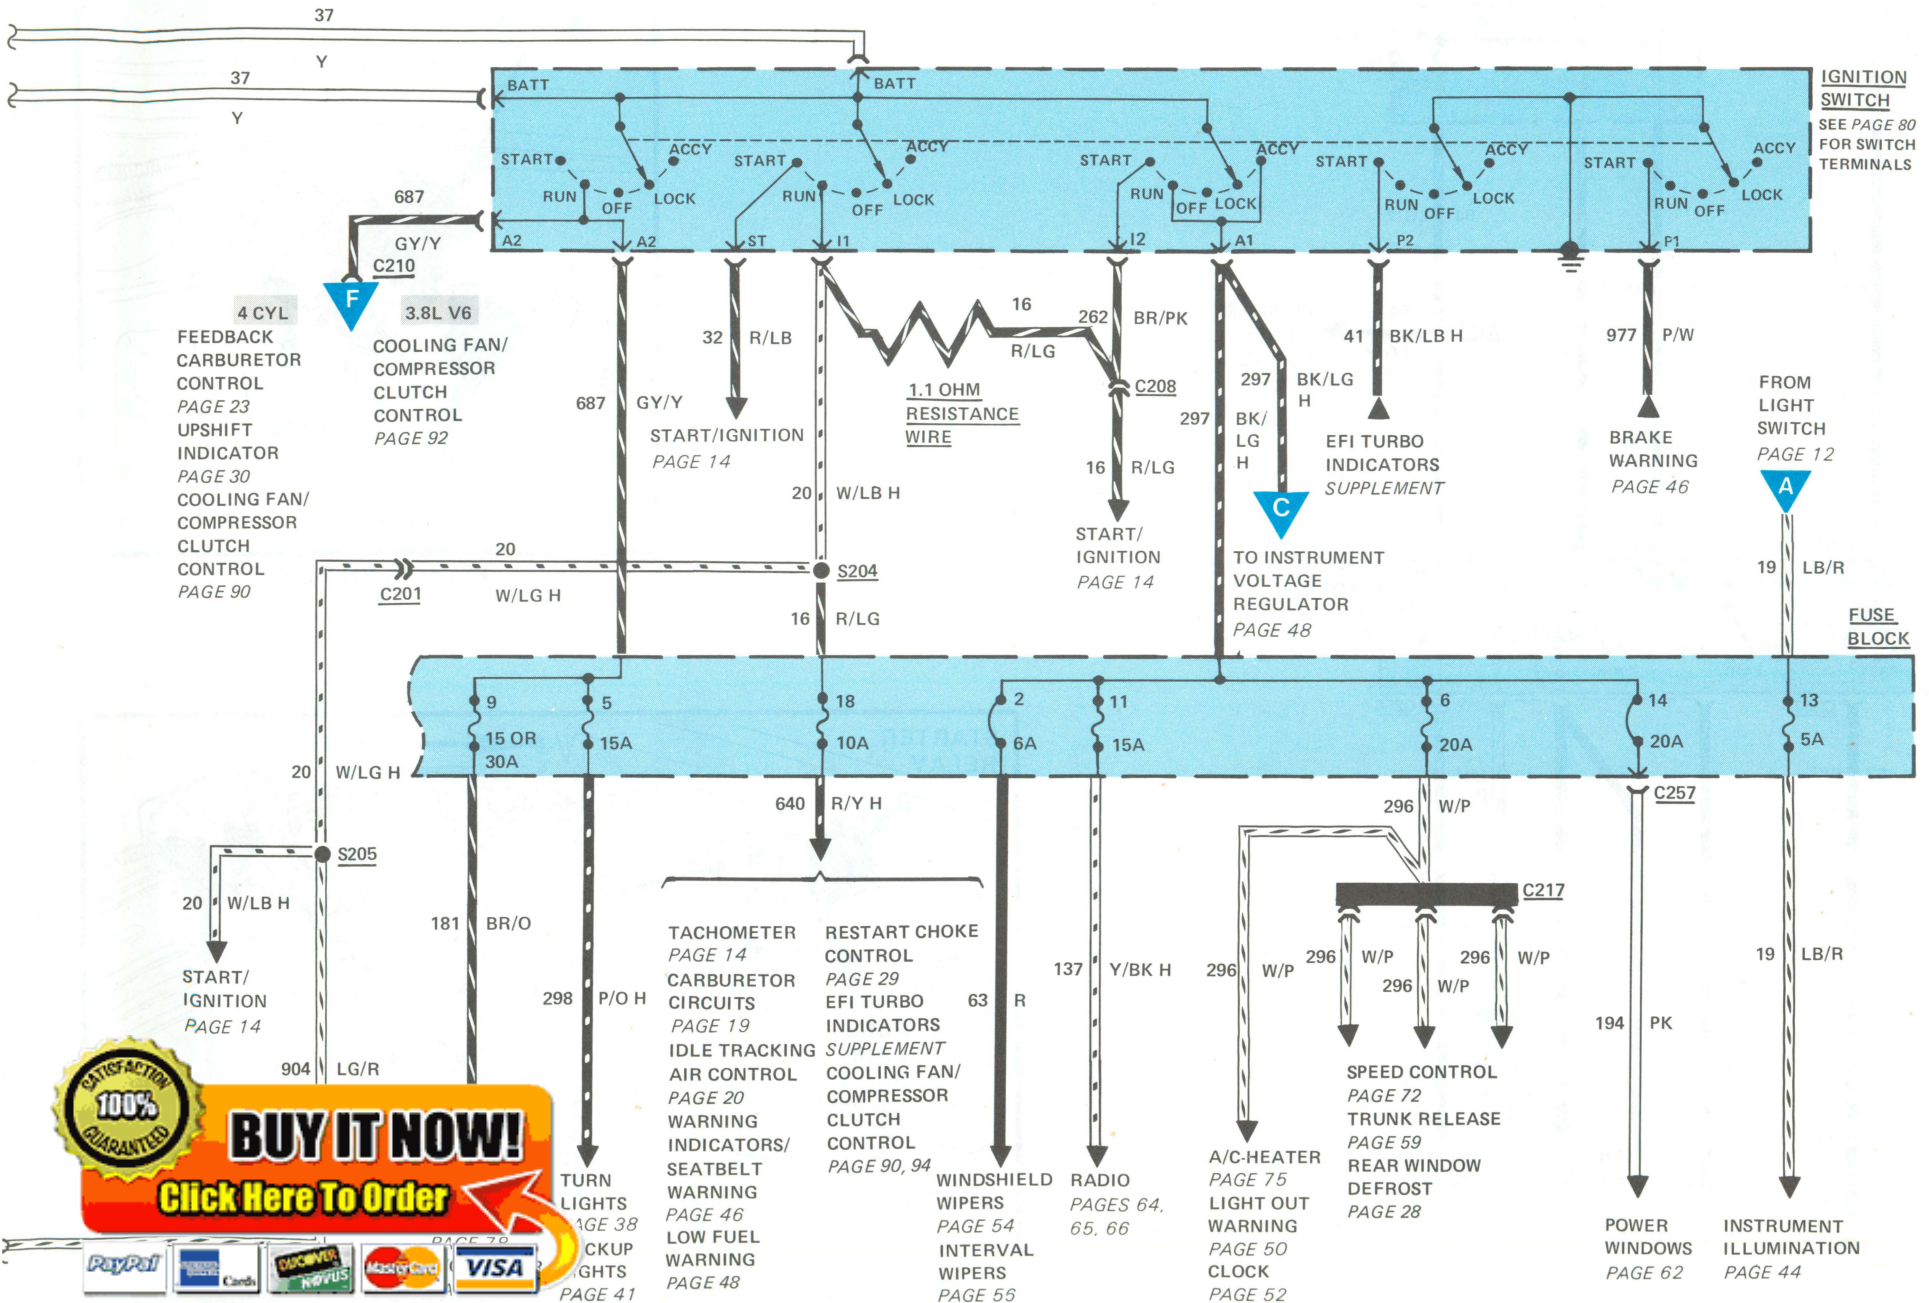 37
Y
37
Y
BATT
BATT
IGNITION
SWITCH
SEE PAGE 80
FOR SWITCH
TERMINALS
START
ACCY
RUN
OFF
LOCK
START
ACCY
RUN
OFF
LOCK
START
ACCY
RUN
OFF
LOCK
START
ACCY
RUN
OFF
LOCK
START
ACCY
RUN
OFF
LOCK
A2
A2
ST
I1
I2
A1
P2
P1
687
GY/Y
C210
F
4 CYL
FEEDBACK
CARBURETOR
CONTROL
PAGE 23
UPSHIFT
INDICATOR
PAGE 30
COOLING FAN/
COMPRESSOR
CLUTCH
CONTROL
PAGE 90
3.8L V6
COOLING FAN/
COMPRESSOR
CLUTCH
CONTROL
PAGE 92
687
GY/Y
32
R/LB
START/IGNITION
PAGE 14
20
W/LB H
16
R/LG
1.1 OHM
RESISTANCE
WIRE
262
BR/PK
C208
16
R/LG
START/
IGNITION
PAGE 14
297
BK/
LG
H
297
BK/LG
H
C
TO INSTRUMENT
VOLTAGE
REGULATOR
PAGE 48
41
BK/LB H
EFI TURBO
INDICATORS
SUPPLEMENT
977
P/W
BRAKE
WARNING
PAGE 46
FROM
LIGHT
SWITCH
PAGE 12
A
19
LB/R
20
C201
W/LG H
S204
16
R/LG
FUSE
BLOCK
9
15 OR
30A
5
15A
18
10A
2
6A
11
15A
6
20A
14
20A
13
5A
20
W/LG H
S205
20
W/LB H
START/
IGNITION
PAGE 14
904
LG/R
181
BR/O
298
P/O H
TURN
LIGHTS
AGE 38
CKUP
GHTS
PAGE 41
640
R/Y H
TACHOMETER
PAGE 14
CARBURETOR
CIRCUITS
PAGE 19
IDLE TRACKING
AIR CONTROL
PAGE 20
WARNING
INDICATORS/
SEATBELT
WARNING
PAGE 46
LOW FUEL
WARNING
PAGE 48
RESTART CHOKE
CONTROL
PAGE 29
EFI TURBO
INDICATORS
SUPPLEMENT
COOLING FAN/
COMPRESSOR
CLUTCH
CONTROL
PAGE 90, 94
63
R
WINDSHIELD
WIPERS
PAGE 54
INTERVAL
WIPERS
PAGE 55
137
Y/BK H
RADIO
PAGES 64,
65, 66
296
W/P
C217
296
W/P
296
W/P
296
W/P
296
W/P
A/C-HEATER
PAGE 75
LIGHT OUT
WARNING
PAGE 50
CLOCK
PAGE 52
SPEED CONTROL
PAGE 72
TRUNK RELEASE
PAGE 59
REAR WINDOW
DEFROST
PAGE 28
C257
194
PK
POWER
WINDOWS
PAGE 62
19
LB/R
INSTRUMENT
ILLUMINATION
PAGE 44
SATISFACTION
100%
GUARANTEED
BUY IT NOW!
Click Here To Order
PayPal
Cards
DISCOVER
NOVUS
MasterCard
VISA